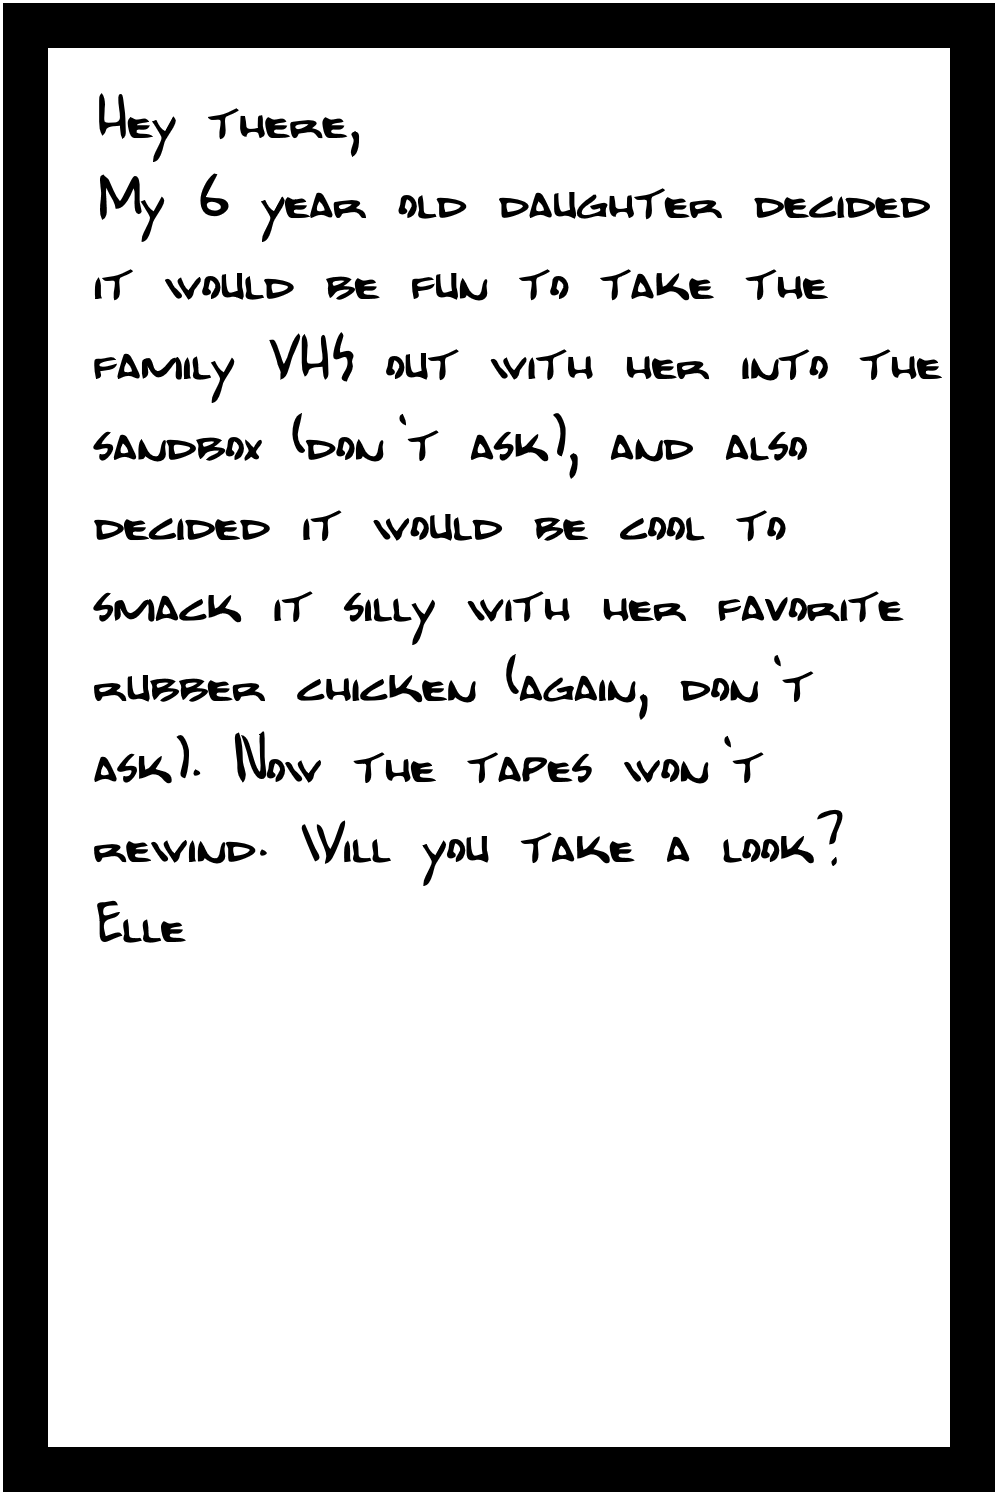 Hey there,
My 6 year old daughter decided
it would be fun to take the
family VHS out with her into the
sandbox (don't ask), and also
decided it would be cool to
smack it silly with her favorite
rubber chicken (again, don't
ask). Now the tapes won't
rewind. Will you take a look?
Elle